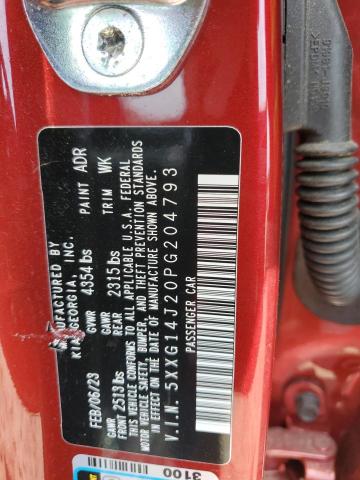 MANUFACTURED BY
KIA GEORGIA, INC.
FEB/06/23 GVWR 4354 lbs PAINT ADR
GAWR FRONT 2513 lbs GAWR REAR 2315 lbs TRIM WK
THIS VEHICLE CONFORMS TO ALL APPLICABLE U.S.A. FEDERAL
MOTOR VEHICLE SAFETY, BUMPER, AND THEFT PREVENTION STANDARDS
IN EFFECT ON THE DATE OF MANUFACTURE SHOWN ABOVE.
V.I.N. 5XXG14J20PG204793
PASSENGER CAR
3100